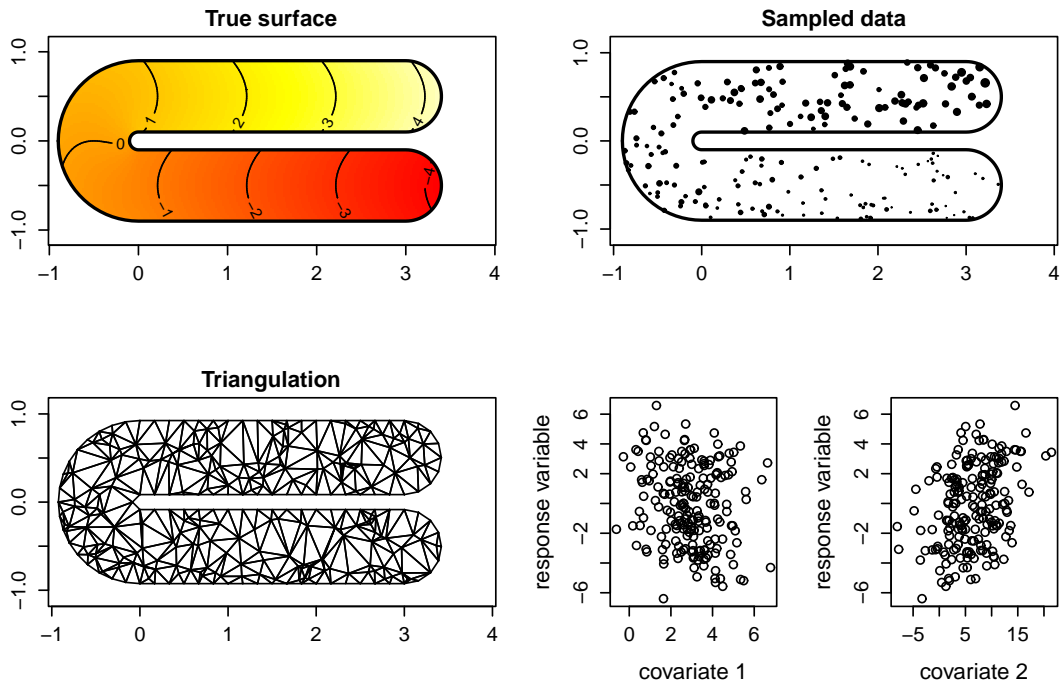 True surface
1.0
0.0
−1.0
1
2
3
4
0
−1
−2
−3
−4
−1 0 1 2 3 4
Sampled data
1.0
0.0
−1.0
−1 0 1 2 3 4
Triangulation
1.0
0.0
−1.0
−1 0 1 2 3 4
response variable
6
2
−2
−6
0 2 4 6
covariate 1
response variable
6
2
−2
−6
−5 5 15
covariate 2